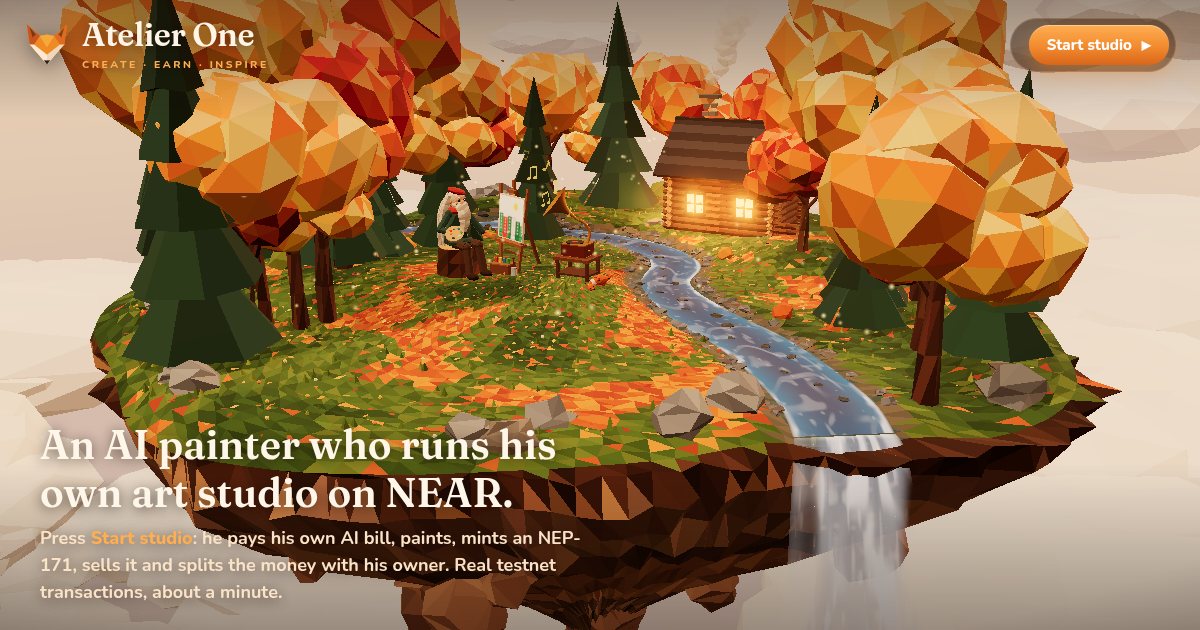 Atelier One
CREATE · EARN · INSPIRE
Start studio ▶
An AI painter who runs his
own art studio on NEAR.
Press Start studio: he pays his own AI bill, paints, mints an NEP-
171, sells it and splits the money with his owner. Real testnet
transactions, about a minute.